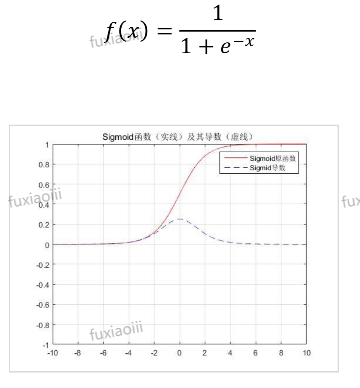 f(x) = 1 / (1 + e^{-x})
fuxiaoiii
Sigmoid函数（实线）及其导数（虚线）
1
Sigmoid原函数
Sigmid导数
0.8
0.6
0.4
fuxiaoiii
fux
0.2
0
-0.2
-0.4
-0.6
-0.8
fuxiaoiii
-1
-10 -8 -6 -4 -2 0 2 4 6 8 10